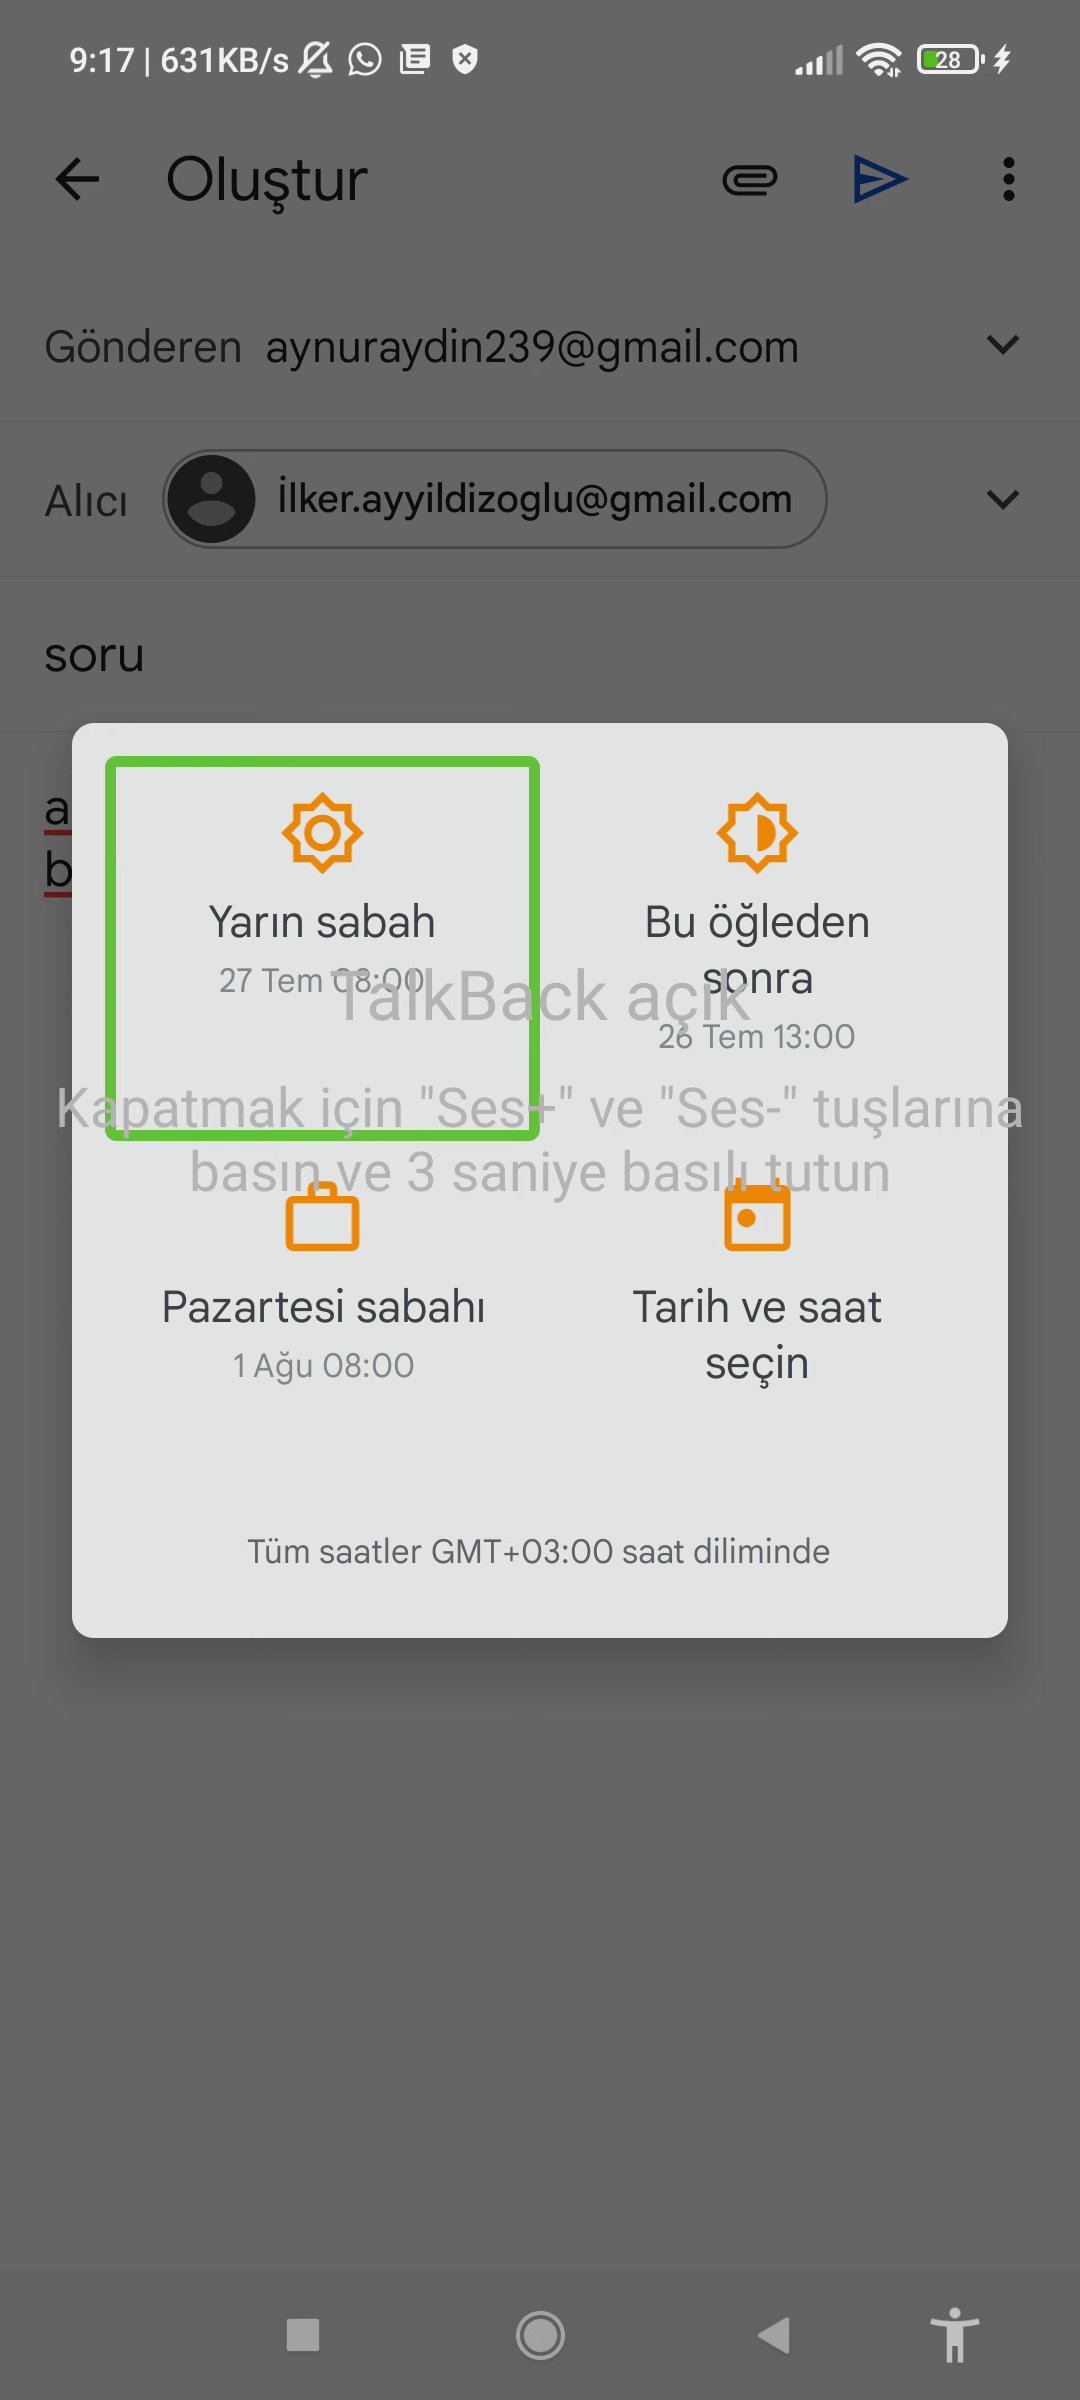 9:17 | 631KB/s
28
Oluştur
Gönderen aynuraydin239@gmail.com
Alıcı İlker.ayyildizoglu@gmail.com
soru
a
b
Yarın sabah
27 Tem 08:00
Bu öğleden
sonra
26 Tem 13:00
TalkBack açık
Kapatmak için "Ses+" ve "Ses-" tuşlarına
basın ve 3 saniye basılı tutun
Pazartesi sabahı
1 Ağu 08:00
Tarih ve saat
seçin
Tüm saatler GMT+03:00 saat diliminde